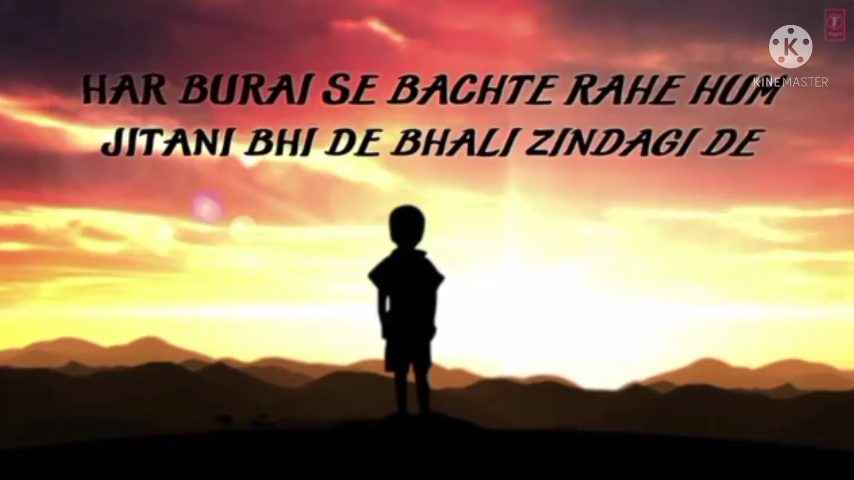 HAR BURAI SE BACHTE RAHE HUM
JITANI BHI DE BHALI ZINDAGI DE
K
KINEMASTER
T